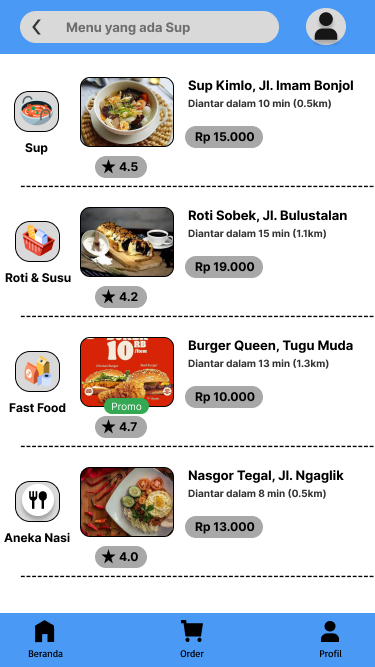 Menu yang ada Sup
Sup Kimlo, Jl. Imam Bonjol
Diantar dalam 10 min (0.5km)
Rp 15.000
Sup
4.5
Roti Sobek, Jl. Bulustalan
Diantar dalam 15 min (1.1km)
Rp 19.000
Roti & Susu
4.2
Burger Queen, Tugu Muda
Diantar dalam 13 min (1.3km)
10 RB
Rp 10.000
Fast Food
Promo
4.7
Nasgor Tegal, Jl. Ngaglik
Diantar dalam 8 min (0.5km)
Rp 13.000
Aneka Nasi
4.0
Beranda
Order
Profil